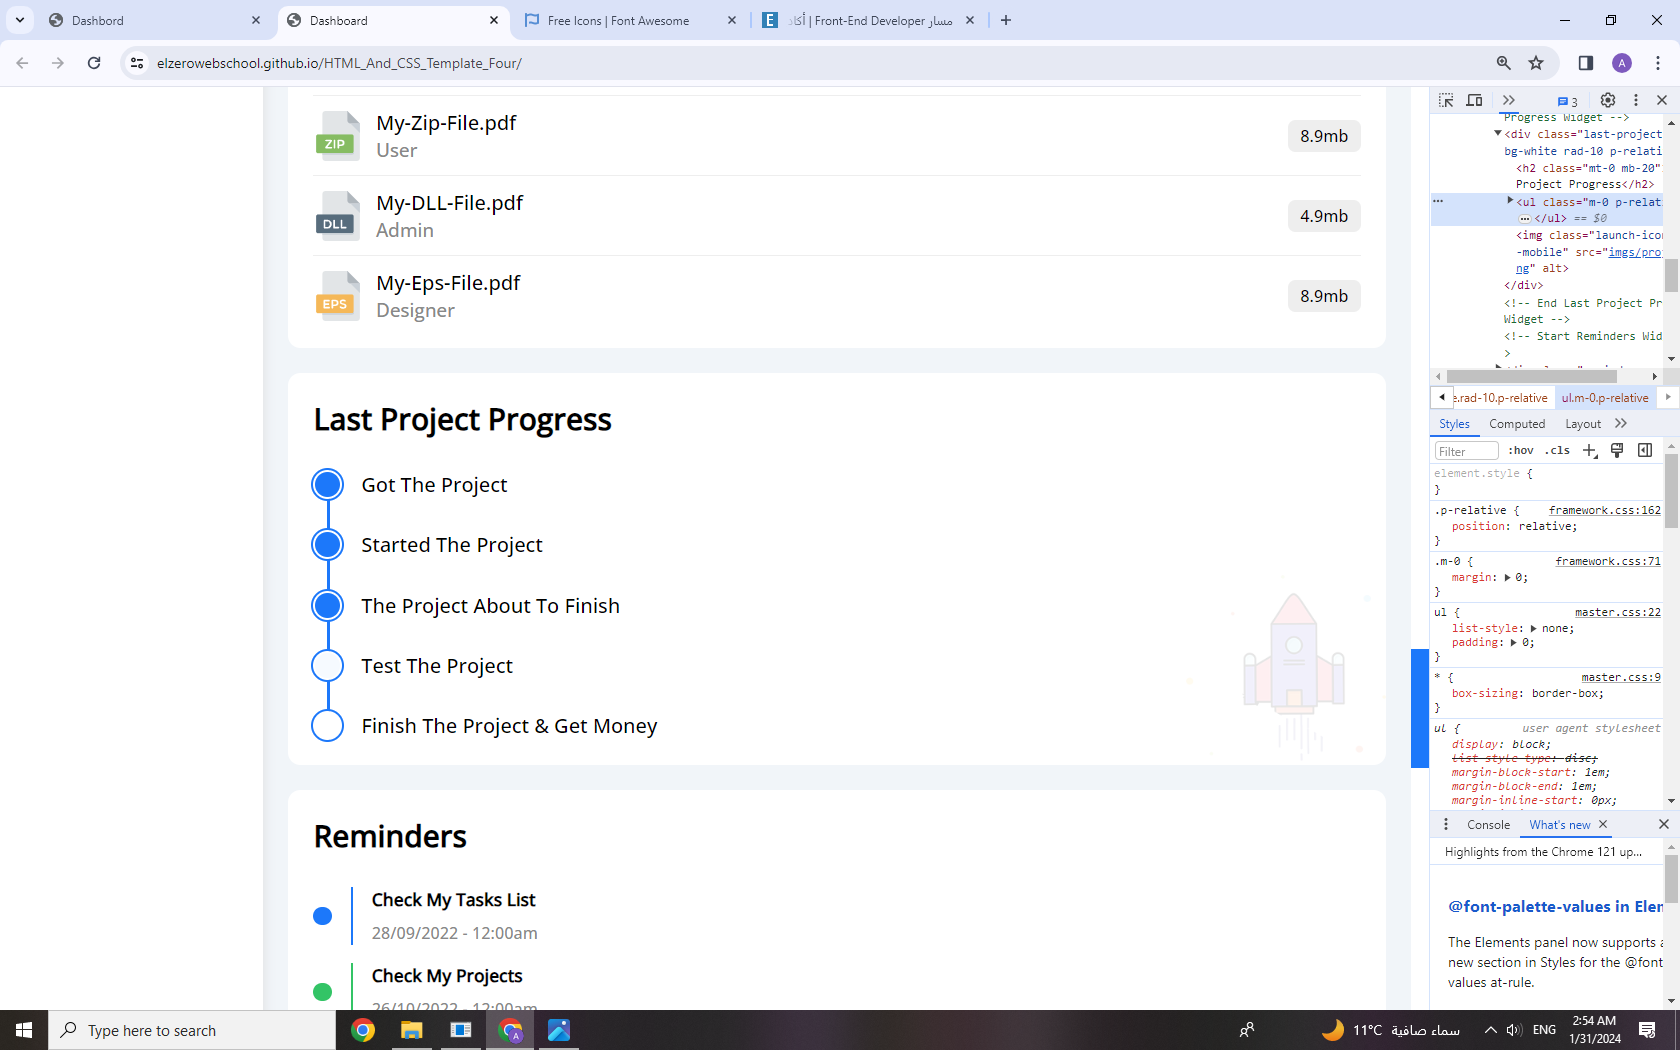 Dashbord
Dashboard
Free Icons | Font Awesome
مسار Front-End Developer | أكاد
elzerowebschool.github.io/HTML_And_CSS_Template_Four/
A
My-Zip-File.pdf
User
ZIP
8.9mb
My-DLL-File.pdf
Admin
DLL
4.9mb
My-Eps-File.pdf
Designer
EPS
8.9mb
Last Project Progress
Got The Project
Started The Project
The Project About To Finish
Test The Project
Finish The Project & Get Money
Reminders
Check My Tasks List
28/09/2022 - 12:00am
Check My Projects
26/10/2022 - 12:00am
3
Progress Widget -->
<div class="last-project
bg-white rad-10 p-relati
<h2 class="mt-0 mb-20"
Project Progress</h2>
<ul class="m-0 p-relat
… </ul> == $0
<img class="launch-ico
-mobile" src="imgs/pro
ng" alt>
</div>
<!-- End Last Project Pr
Widget -->
<!-- Start Reminders Wid
>
e.rad-10.p-relative
ul.m-0.p-relative
Styles
Computed
Layout
Filter
:hov
.cls
element.style {
}
.p-relative {
framework.css:162
position: relative;
}
.m-0 {
framework.css:71
margin: 0;
}
ul {
master.css:22
list-style: none;
padding: 0;
}
* {
master.css:9
box-sizing: border-box;
}
ul {
user agent stylesheet
display: block;
list-style-type: disc;
margin-block-start: 1em;
margin-block-end: 1em;
margin-inline-start: 0px;
Console
What's new
Highlights from the Chrome 121 up...
@font-palette-values in Elem
The Elements panel now supports a
new section in Styles for the @font
values at-rule.
Type here to search
A
11°C سماء صافية
ENG
2:54 AM
1/31/2024